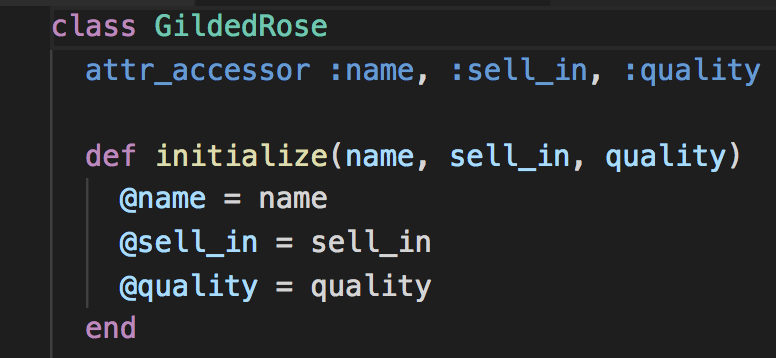 class GildedRose
  attr_accessor :name, :sell_in, :quality
  def initialize(name, sell_in, quality)
    @name = name
    @sell_in = sell_in
    @quality = quality
  end